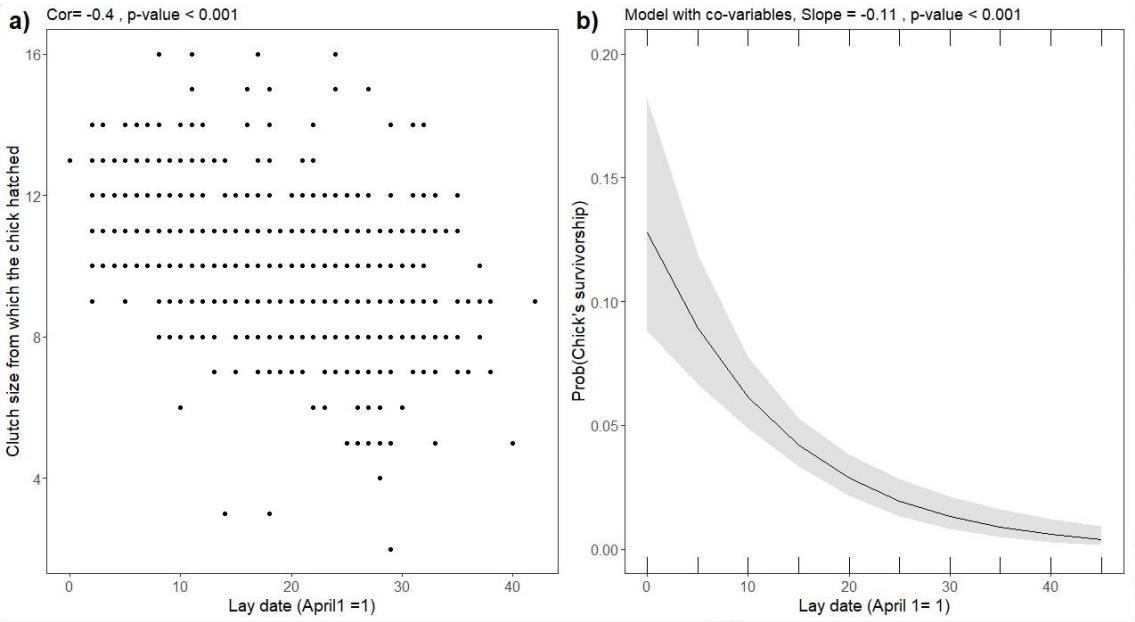 a)
Cor= -0.4 , p-value < 0.001
16
12
8
4
Clutch size from which the chick hatched
0 10 20 30 40
Lay date (April1 =1)
b)
Model with co-variables, Slope = -0.11 , p-value < 0.001
0.20
0.15
0.10
0.05
0.00
Prob(Chick's survivorship)
0 10 20 30 40
Lay date (April 1= 1)